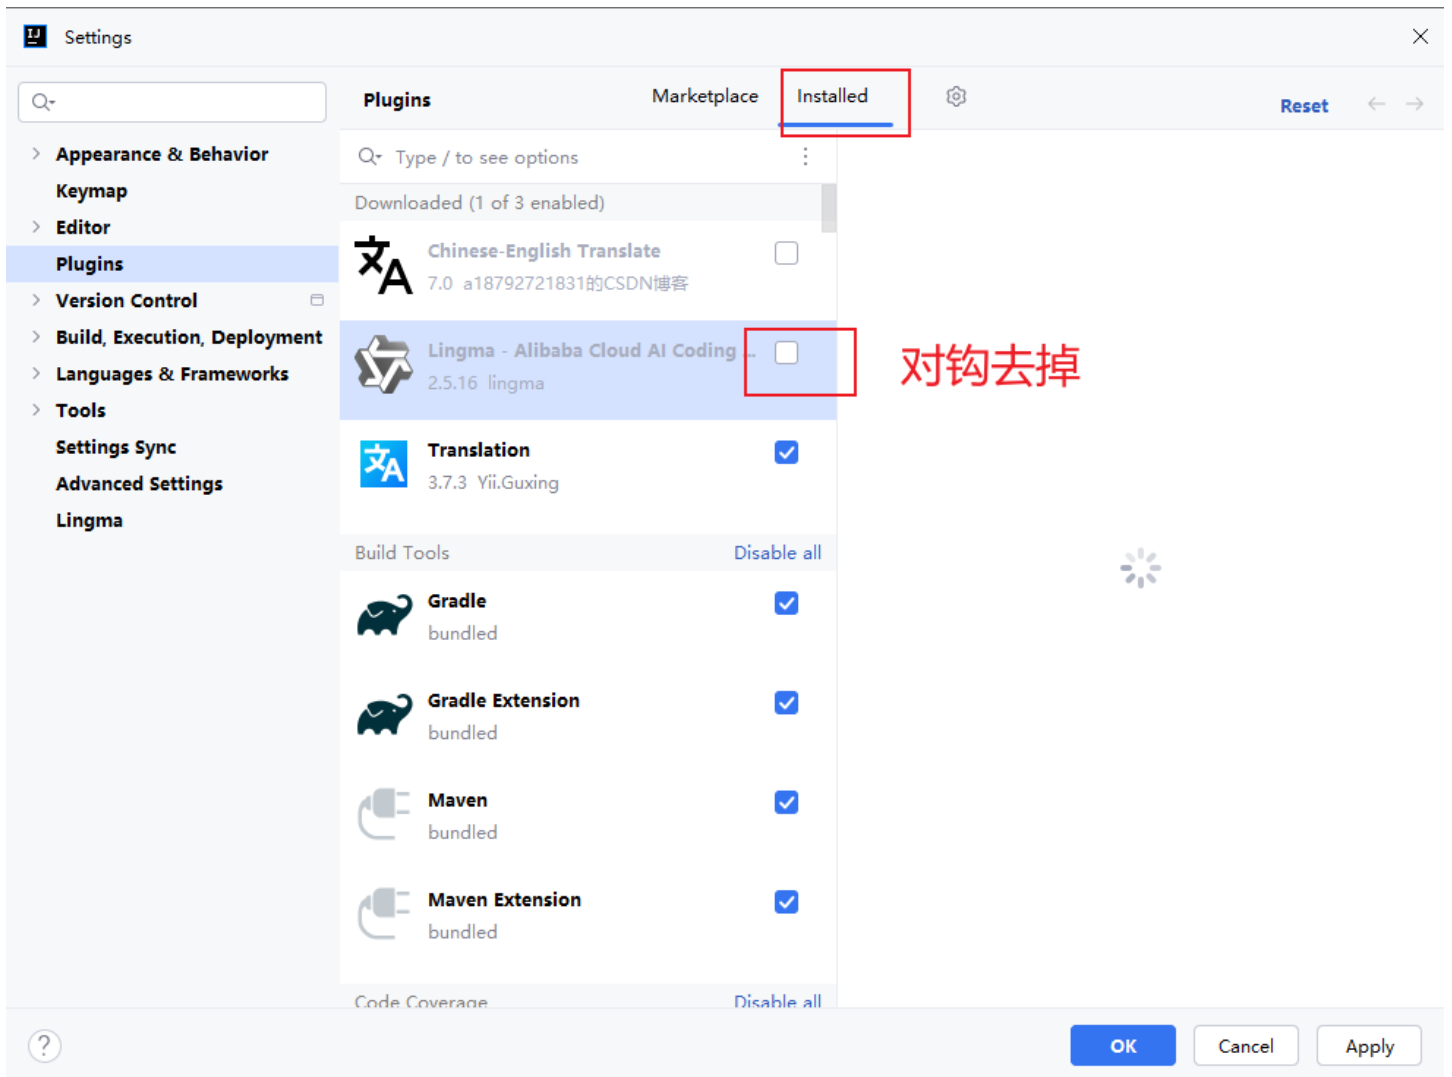 Settings
Plugins
Marketplace
Installed
Reset
Appearance & Behavior
Keymap
Editor
Plugins
Version Control
Build, Execution, Deployment
Languages & Frameworks
Tools
Settings Sync
Advanced Settings
Lingma
Type / to see options
Downloaded (1 of 3 enabled)
Chinese-English Translate
7.0 a18792721831的CSDN博客
Lingma - Alibaba Cloud AI Coding ...
2.5.16 lingma
对钩去掉
Translation
3.7.3 Yii.Guxing
Build Tools
Disable all
Gradle
bundled
Gradle Extension
bundled
Maven
bundled
Maven Extension
bundled
Code Coverage
Disable all
?
OK
Cancel
Apply